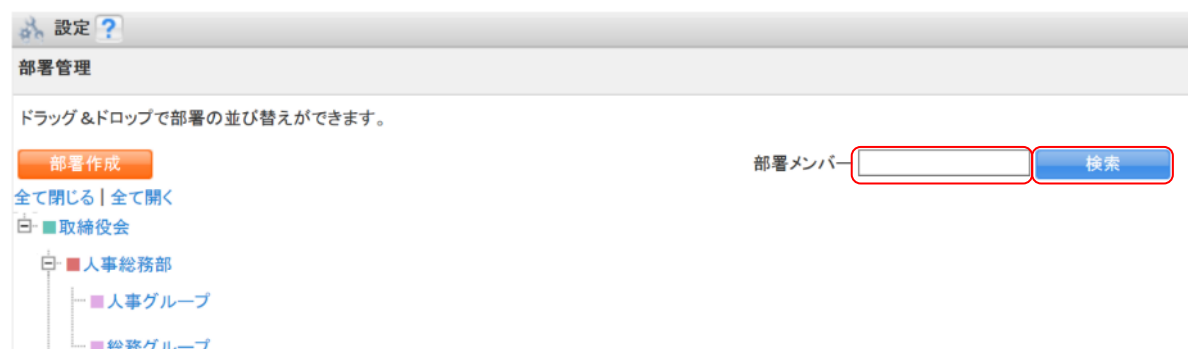 設定 ?
部署管理
ドラッグ&ドロップで部署の並び替えができます。
部署作成 部署メンバー 検索
全て閉じる | 全て開く
取締役会
人事総務部
人事グループ
総務グループ